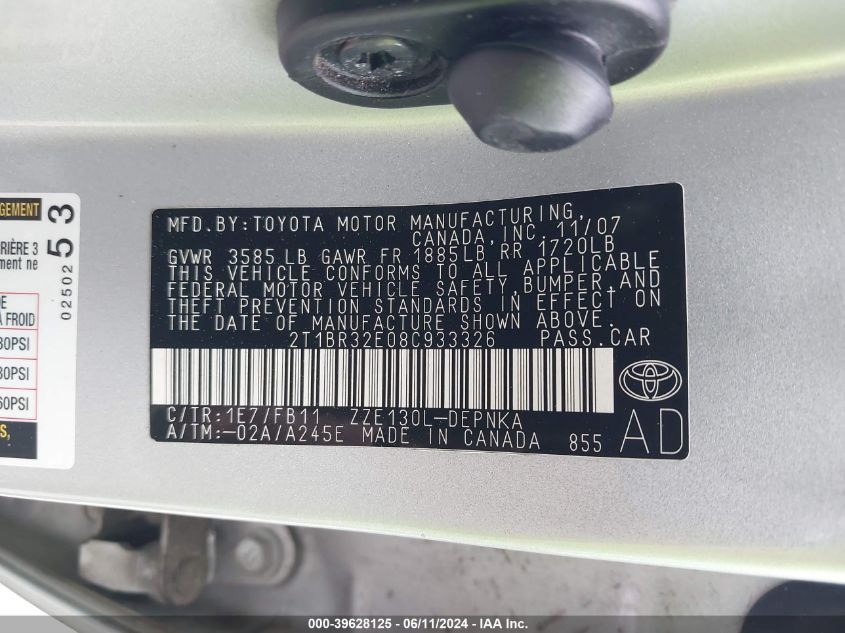 GEMENT
RIÈRE 3
ment ne
DE
À FROID
30PSI
30PSI
60PSI
S,
02502 53
MFD.BY:TOYOTA MOTOR MANUFACTURING,
CANADA, INC. 11/07
GVWR 3585 LB GAWR FR 1885LB RR 1720LB
THIS VEHICLE CONFORMS TO ALL APPLICABLE
FEDERAL MOTOR VEHICLE SAFETY,BUMPER,AND
THEFT PREVENTION STANDARDS IN EFFECT ON
THE DATE OF MANUFACTURE SHOWN ABOVE.
2T1BR32E08C933326 PASS.CAR
C/TR:1E7/FB11 ZZE130L-DEPNKA
A/TM:-02A/A245E MADE IN CANADA 855
AD
000-39628125 - 06/11/2024 - IAA Inc.